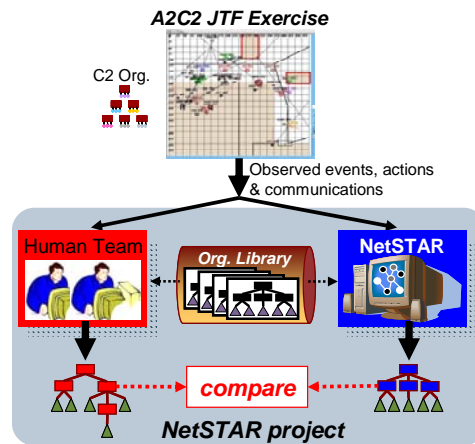 A2C2 JTF Exercise
C2 Org.
Observed events, actions
& communications
Human Team
Org. Library
NetSTAR
compare
NetSTAR project